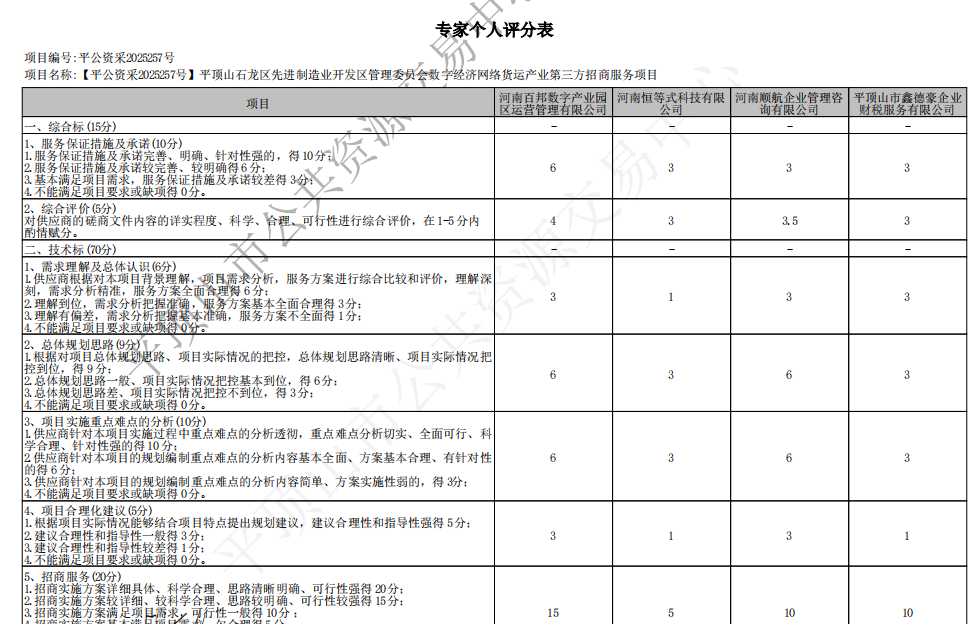 专家个人评分表
项目编号:平公资采2025257号
项目名称:【平公资采2025257号】平顶山石龙区先进制造业开发区管理委员会数字经济网络货运产业第三方招商服务项目
项目 河南百邦数字产业园区运营管理有限公司 河南恒等式科技有限公司 河南顺航企业管理咨询有限公司 平顶山市鑫德豪企业财税服务有限公司
一、综合标(15分) - - - -
1、服务保证措施及承诺(10分)
1.服务保证措施及承诺完善、明确、针对性强的，得10分;
2.服务保证措施及承诺较完善、较明确得6分;
3.基本满足项目需求，服务保证措施及承诺较差得3分;
4.不能满足项目要求或缺项得0分。
6 3 3 3
2、综合评价(5分)
对供应商的磋商文件内容的详实程度、科学、合理、可行性进行综合评价，在1-5分内
酌情赋分。
4 3 3.5 3
二、技术标(70分) - - - -
1、需求理解及总体认识(6分)
1.供应商根据对本项目背景理解，项目需求分析，服务方案进行综合比较和评价，理解深
刻，需求分析精准，服务方案全面合理得6分;
2.理解到位，需求分析把握准确，服务方案基本全面合理得3分;
3.理解有偏差，需求分析把握基本准确，服务方案不全面得1分;
4.不能满足项目要求或缺项得0分。
3 1 3 3
2、总体规划思路(9分)
1.根据对项目总体规划思路、项目实际情况的把控，总体规划思路清晰、项目实际情况把
控到位，得9分;
2.总体规划思路一般、项目实际情况把控基本到位，得6分;
3.总体规划思路差、项目实际情况把控不到位，得3分;
4.不能满足项目要求或缺项得0分。
6 3 6 3
3、项目实施重点难点的分析(10分)
1.供应商针对本项目实施过程中重点难点的分析透彻，重点难点分析切实、全面可行、科
学合理、针对性强的得10分;
2.供应商针对本项目的规划编制重点难点的分析内容基本全面、方案基本合理、有针对性
的得6分;
3.供应商针对本项目的规划编制重点难点的分析内容简单、方案实施性弱的，得3分;
4.不能满足项目要求或缺项得0分。
6 3 6 3
4、项目合理化建议(5分)
1.根据项目实际情况能够结合项目特点提出规划建议，建议合理性和指导性强得5分;
2.建议合理性和指导性一般得3分;
3.建议合理性和指导性较差得1分;
4.不能满足项目要求或缺项得0分。
3 1 3 1
5、招商服务(20分)
1.招商实施方案详细具体、科学合理、思路清晰明确、可行性强得20分;
2.招商实施方案较详细、较科学合理、思路较明确、可行性较强得15分;
3.招商实施方案满足项目需求，可行性一般得10分;
15 5 10 10
平顶山市公共资源交易中心
平顶山市公共资源交易中心